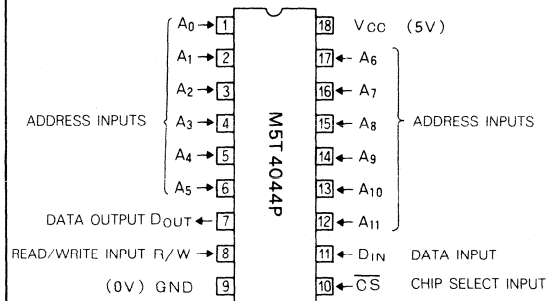 A0 1 18 VCC (5V)
A1 2 17 A6
A2 3 16 A7
ADDRESS INPUTS A3 4 15 A8 ADDRESS INPUTS
A4 5 14 A9
A5 6 13 A10
M5T4044P
DATA OUTPUT DOUT 7 12 A11
READ/WRITE INPUT R/W 8 11 DIN DATA INPUT
(0V) GND 9 10 CS CHIP SELECT INPUT